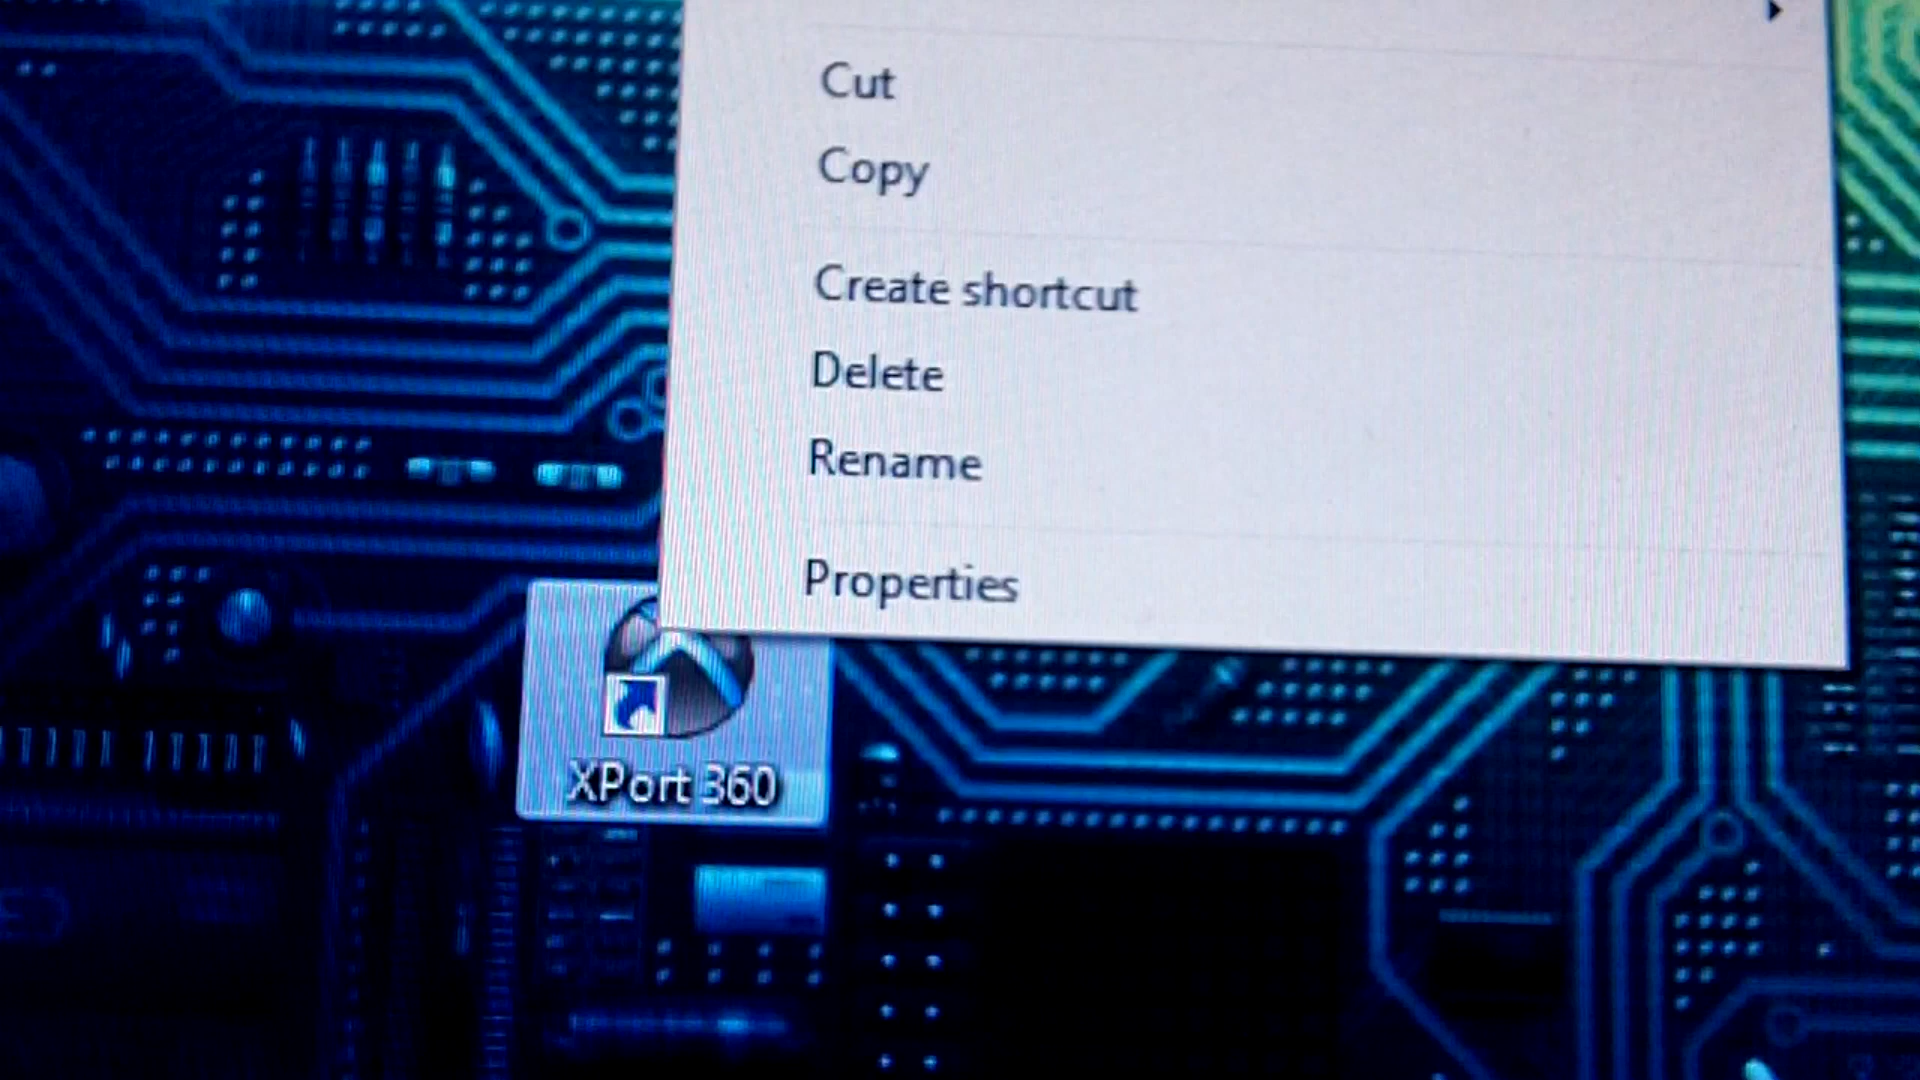 Cut
Copy
Create shortcut
Delete
Rename
Properties
XPort 360